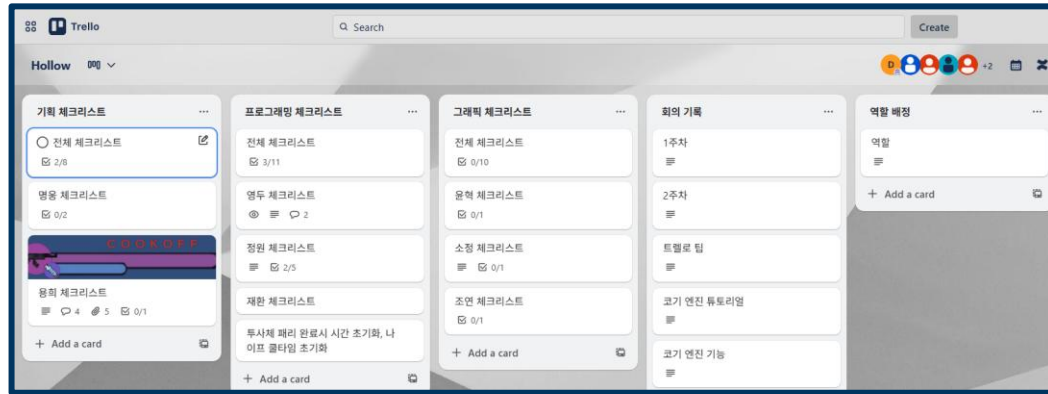 Trello
Search
Create
Hollow
D
+2
기획 체크리스트
전체 체크리스트
2/8
명웅 체크리스트
0/2
COOKOFF
용희 체크리스트
4 5 0/1
+ Add a card
프로그래밍 체크리스트
전체 체크리스트
3/11
영두 체크리스트
2
정원 체크리스트
2/5
재환 체크리스트
투사체 패리 완료시 시간 초기화, 나
이프 쿨타임 초기화
+ Add a card
그래픽 체크리스트
전체 체크리스트
0/10
윤혁 체크리스트
0/1
소정 체크리스트
0/1
조연 체크리스트
0/1
+ Add a card
회의 기록
1주차
2주차
트렐로 팁
코기 엔진 튜토리얼
코기 엔진 기능
역할 배정
역할
+ Add a card